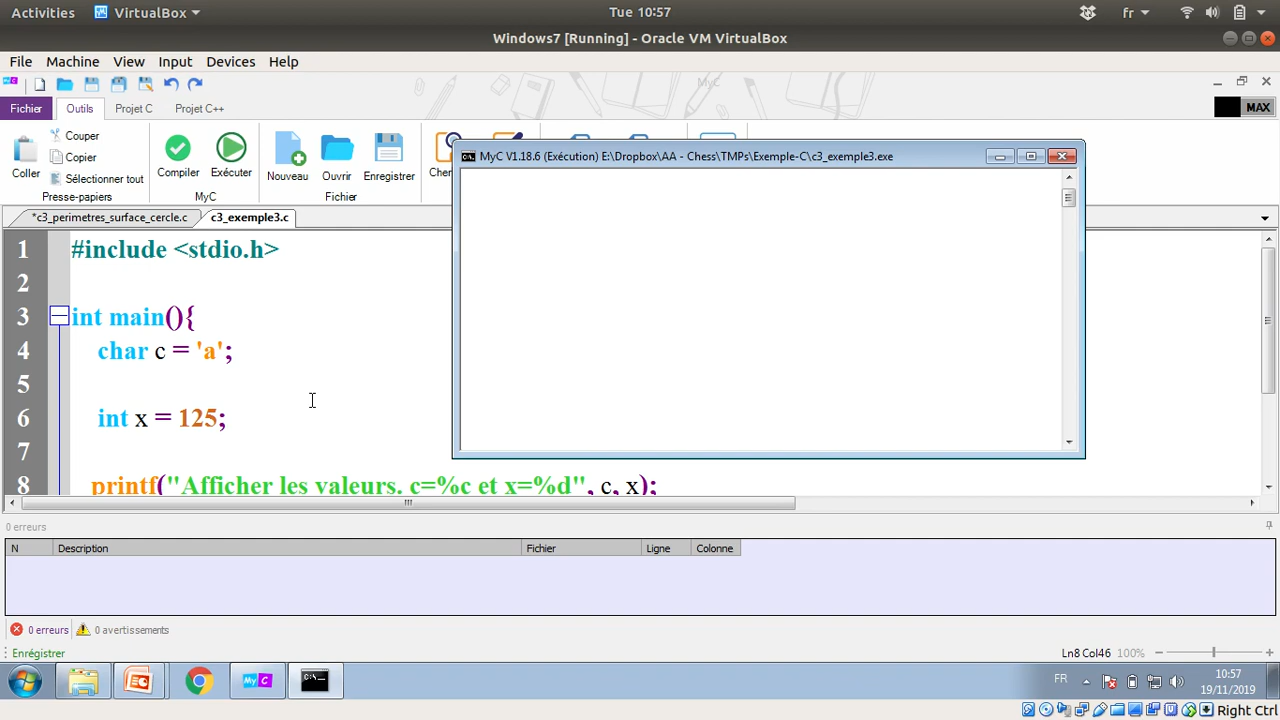 Activities VirtualBox Tue 10:57 fr
Windows7 [Running] - Oracle VM VirtualBox
File Machine View Input Devices Help
MyC
Fichier Outils Projet C Projet C++ MAX
Coller Couper Copier Sélectionner tout
Compiler Exécuter Nouveau Ouvrir Enregistrer
Presse-papiers MyC Fichier
MyC V1.18.6 (Exécution) E:\Dropbox\AA - Chess\TMPs\Exemple-C\c3_exemple3.exe
*c3_perimetres_surface_cercle.c c3_exemple3.c
1 #include <stdio.h>
2
3 int main(){
4 char c = 'a';
5
6 int x = 125;
7
8 printf("Afficher les valeurs. c=%c et x=%d", c, x);
0 erreurs
N Description Fichier Ligne Colonne
0 erreurs 0 avertissements
Enrégistrer Ln8 Col46 100%
MyC C:\ FR 10:57
19/11/2019
Right Ctrl